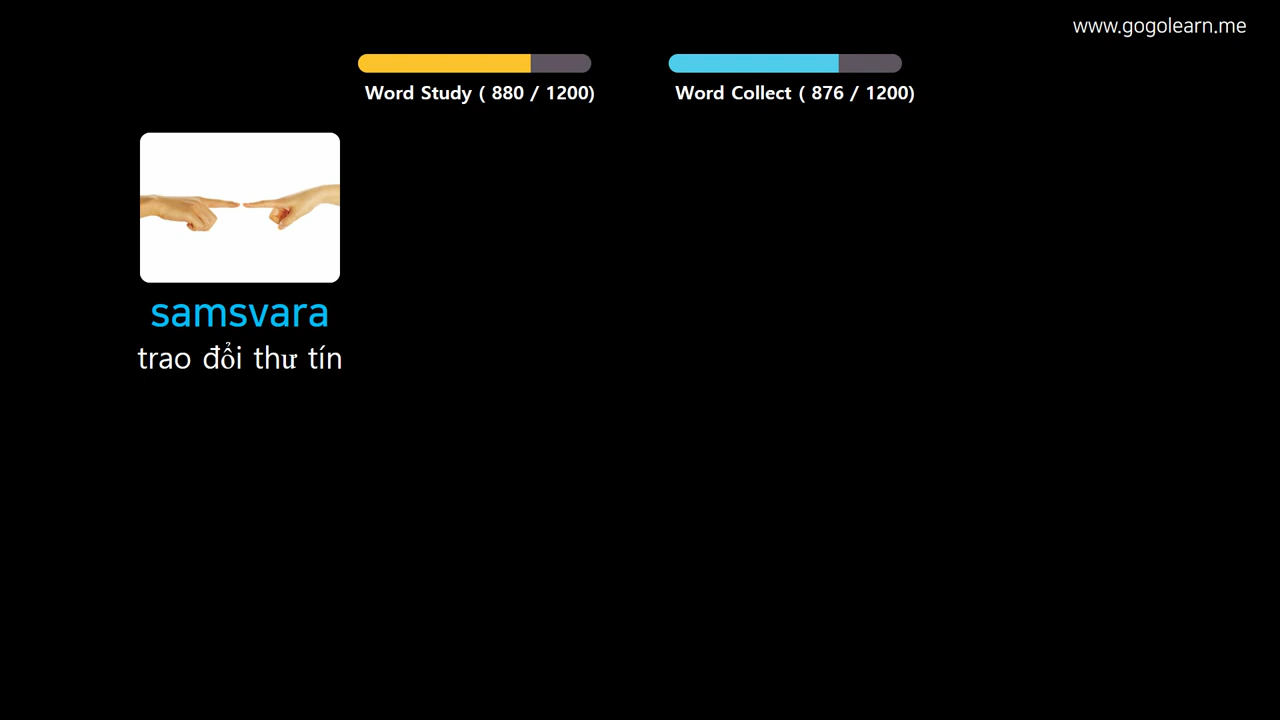 www.gogolearn.me
Word Study ( 880 / 1200)
Word Collect ( 876 / 1200)
samsvara
trao đổi thư tín